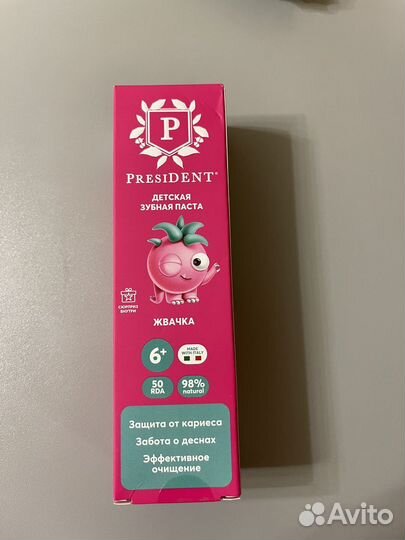 P
PRESIDENT®
ДЕТСКАЯ
ЗУБНАЯ ПАСТА
СЮРПРИЗ
ВНУТРИ
ЖВАЧКА
6+
MADE
WITH ITALY
50
RDA
98%
natural
Защита от кариеса
Забота о деснах
Эффективное
очищение
Avito